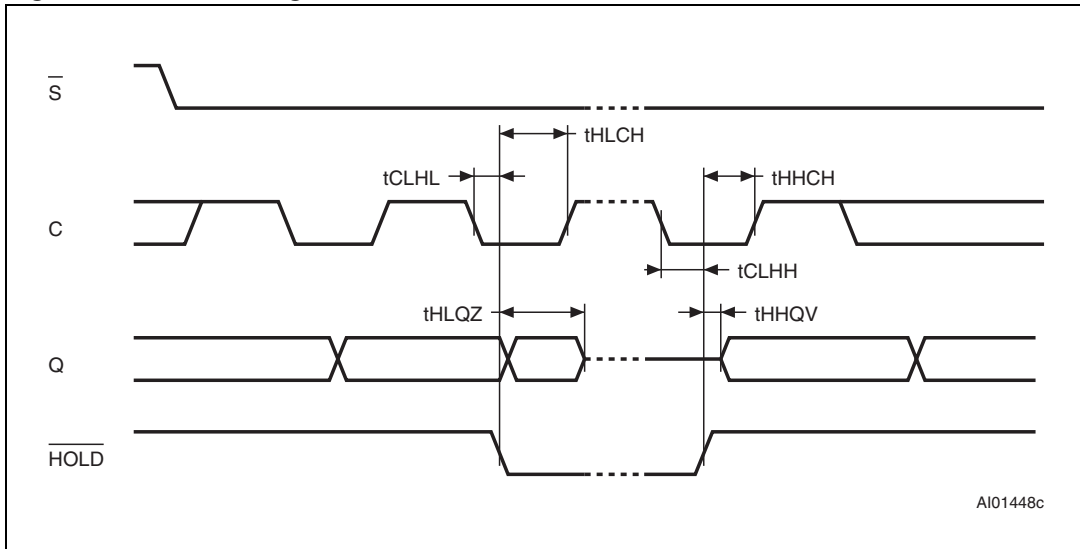 S
tHLCH
tCLHL
tHHCH
C
tCLHH
tHLQZ
tHHQV
Q
HOLD
AI01448c